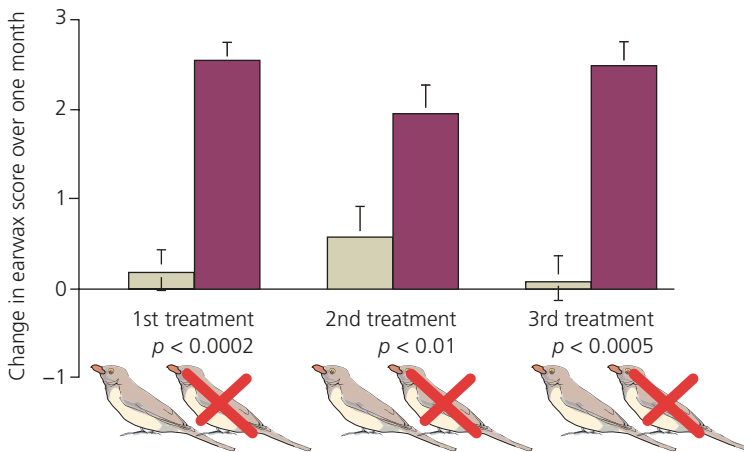 Change in earwax score over one month
3
2
1
0
–1
1st treatment
p < 0.0002
2nd treatment
p < 0.01
3rd treatment
p < 0.0005